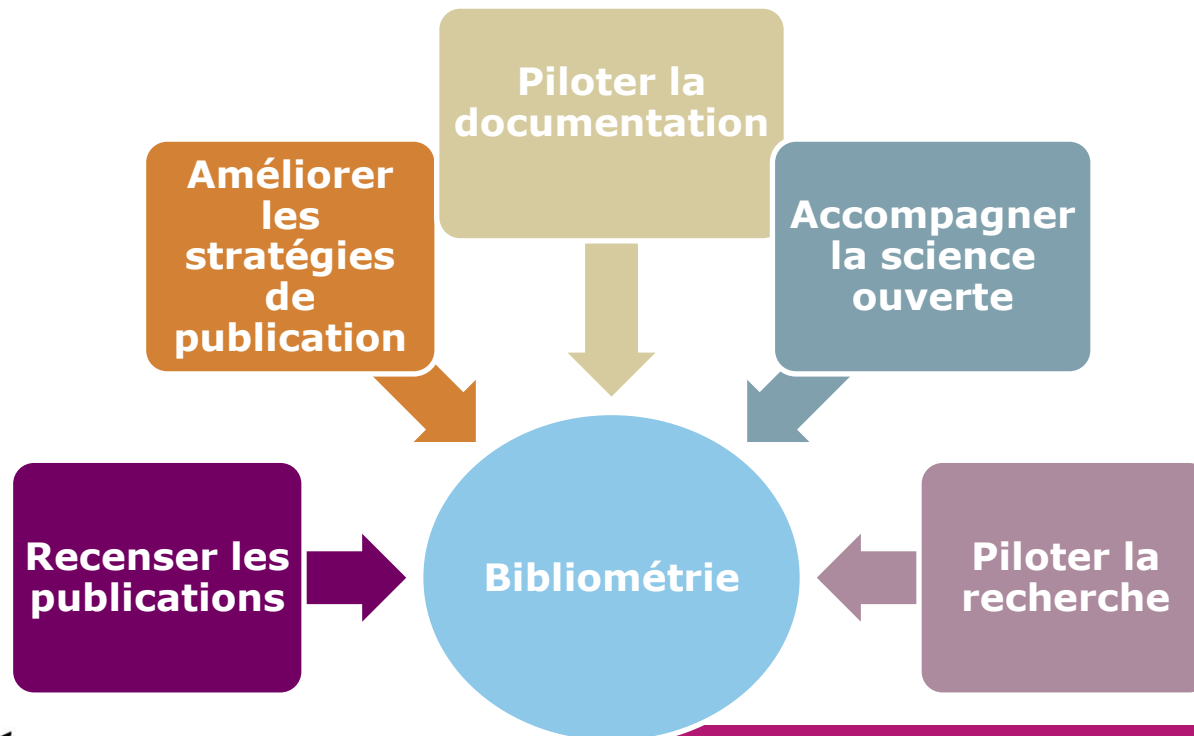 Piloter la
documentation
Améliorer
les
stratégies
de
publication
Accompagner
la science
ouverte
Recenser les
publications
Bibliométrie
Piloter la
recherche